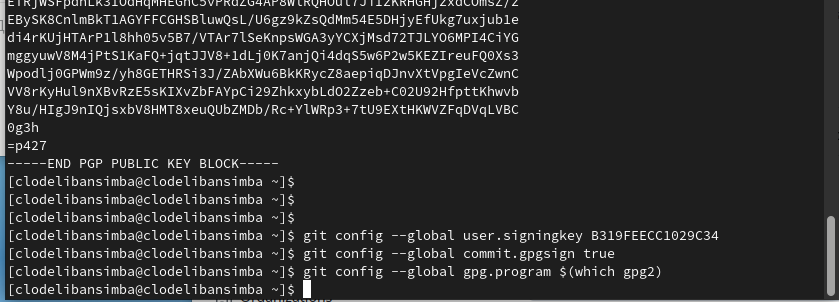 EBySK8CnlmBkT1AGYFFCGHSBluwQsL/U6gz9kZsQdMm54E5DHjyEfUkg7uxjub1e
di4rKUjHTArP1l8hh05v5B7/VTAr7lSeKnpsWGA3yYCXjMsd72TJLYO6MPI4CiYG
mggyuwV8M4jPtS1KaFQ+jqtJJV8+1dLj0K7anjQi4dqS5w6P2w5KEZIreuFQ0Xs3
Wpodlj0GPWm9z/yh8GETHRSi3J/ZAbXWu6BkKRycZ8aepiqDJnvXtVpgIeVcZwnC
VV8rKyHul9nXBvRzE5sKIXvZbFAYpCi29ZhkxybLdO2Zzeb+C02U92HfpttKhwvb
Y8u/HIgJ9nIQjsxbV8HMT8xeuQUbZMDb/Rc+YlWRp3+7tU9EXtHKWVZFqDVqLVBC
0g3h
=p427
-----END PGP PUBLIC KEY BLOCK-----
[clodelibansimba@clodelibansimba ~]$
[clodelibansimba@clodelibansimba ~]$
[clodelibansimba@clodelibansimba ~]$
[clodelibansimba@clodelibansimba ~]$ git config --global user.signingkey B319FEECC1029C34
[clodelibansimba@clodelibansimba ~]$ git config --global commit.gpgsign true
[clodelibansimba@clodelibansimba ~]$ git config --global gpg.program $(which gpg2)
[clodelibansimba@clodelibansimba ~]$